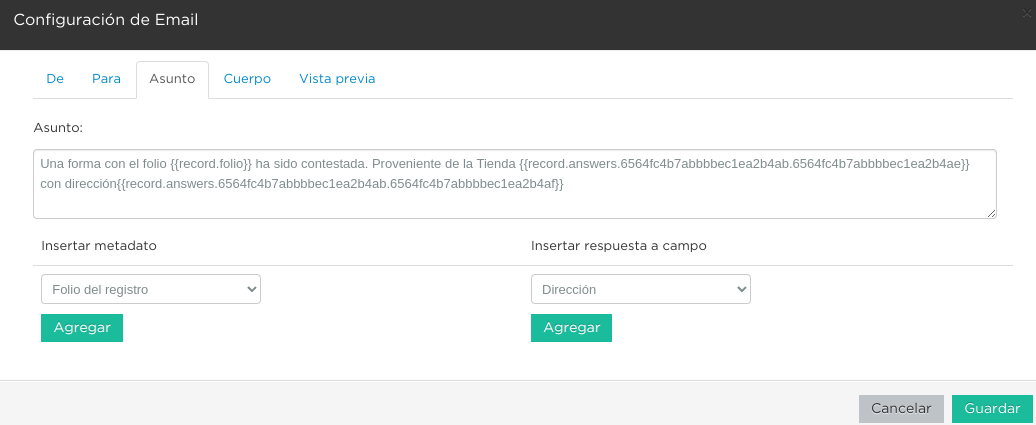 Configuración de Email
×
De Para Asunto Cuerpo Vista previa
Asunto:
Una forma con el folio {{record.folio}} ha sido contestada. Proveniente de la Tienda {{record.answers.6564fc4b7abbbbec1ea2b4ab.6564fc4b7abbbbec1ea2b4ae}}
con dirección{{record.answers.6564fc4b7abbbbec1ea2b4ab.6564fc4b7abbbbec1ea2b4af}}
Insertar metadato Insertar respuesta a campo
Folio del registro Dirección
Agregar Agregar
Cancelar Guardar